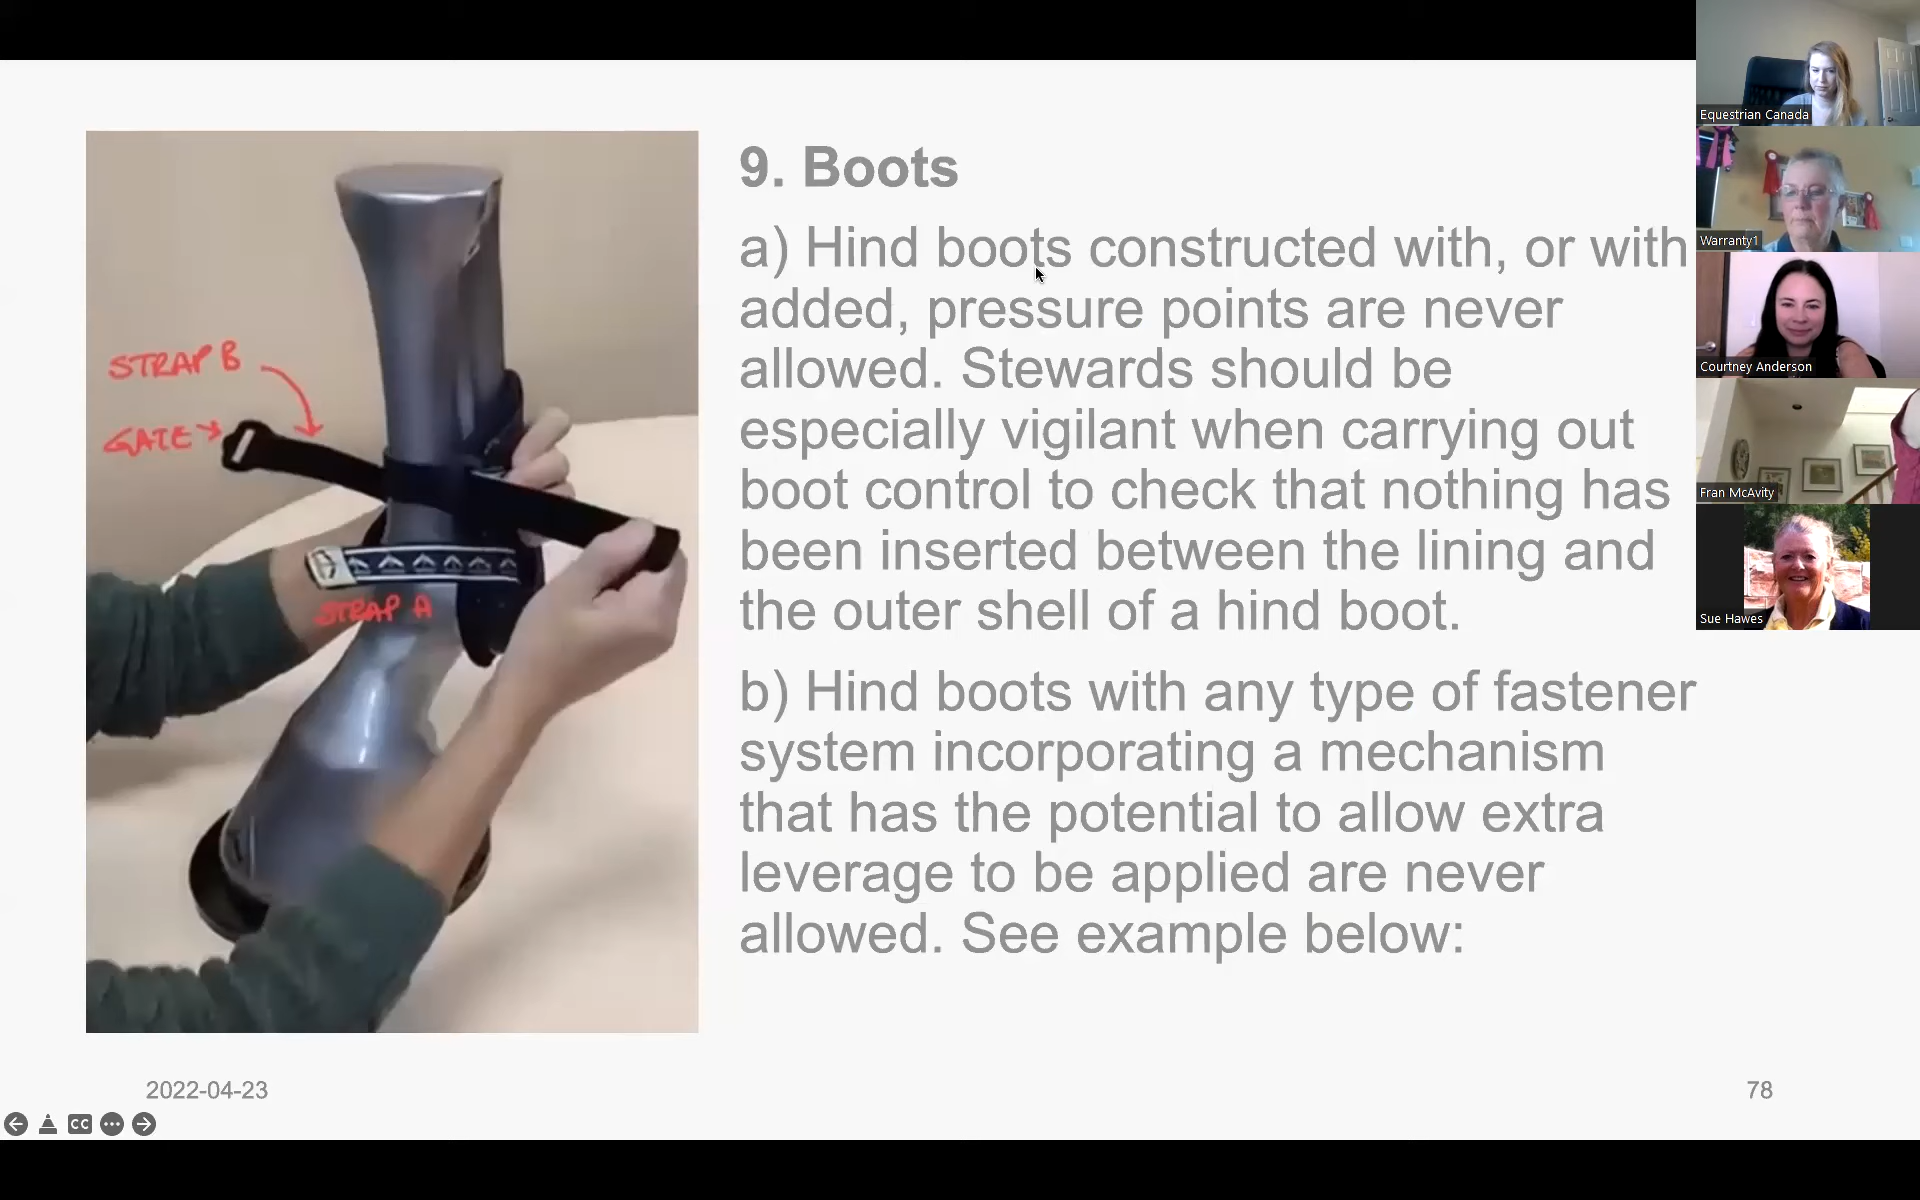 9. Boots
a) Hind boots constructed with, or with
added, pressure points are never
allowed. Stewards should be
especially vigilant when carrying out
boot control to check that nothing has
been inserted between the lining and
the outer shell of a hind boot.
b) Hind boots with any type of fastener
system incorporating a mechanism
that has the potential to allow extra
leverage to be applied are never
allowed. See example below:
STRAP B
GATE
STRAP A
2022-04-23
78
CC
Equestrian Canada
Warranty1
Courtney Anderson
Fran McAvity
Sue Hawes